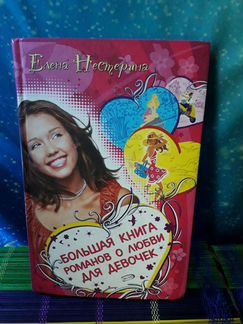 Елена Нестерина
БОЛЬШАЯ КНИГА
РОМАНОВ О ЛЮБВИ
ДЛЯ ДЕВОЧЕК